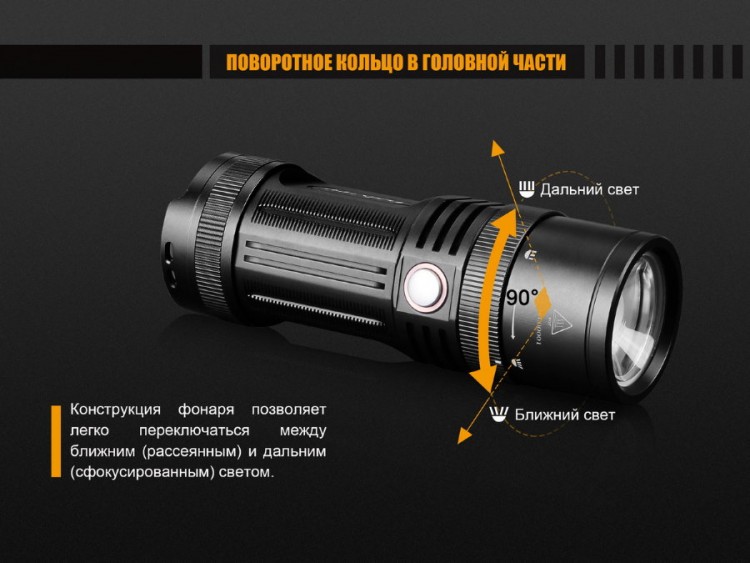 ПОВОРОТНОЕ КОЛЬЦО В ГОЛОВНОЙ ЧАСТИ
Дальний свет
90°
Ближний свет
Конструкция фонаря позволяет
легко переключаться между
ближним (рассеянным) и дальним
(сфокусированным) светом.